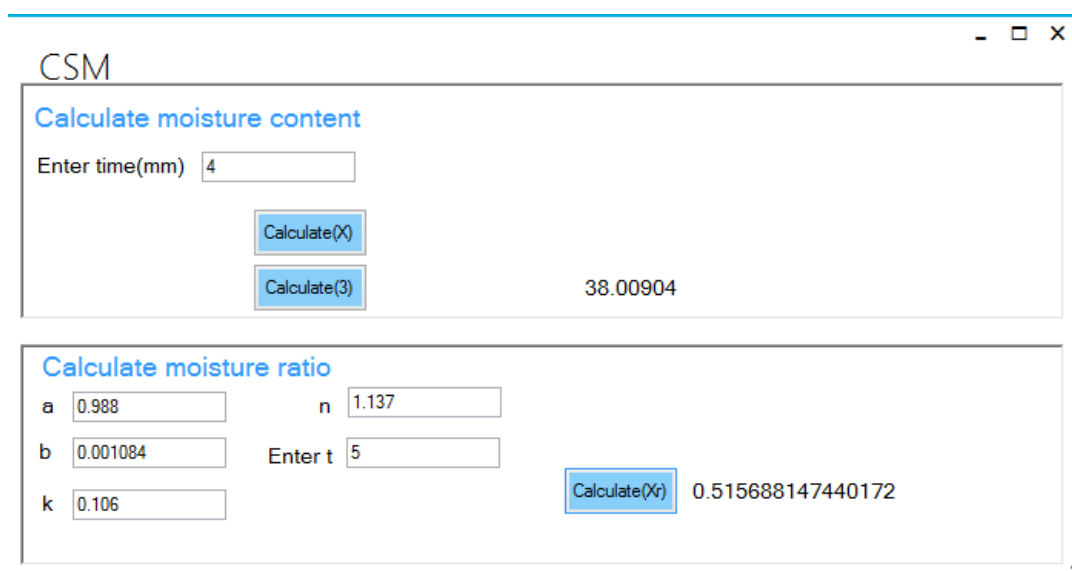 CSM
Calculate moisture content
Enter time(mm) 4
Calculate(X)
Calculate(3) 38.00904
Calculate moisture ratio
a 0.988 n 1.137
b 0.001084 Enter t 5
k 0.106 Calculate(Xr) 0.515688147440172